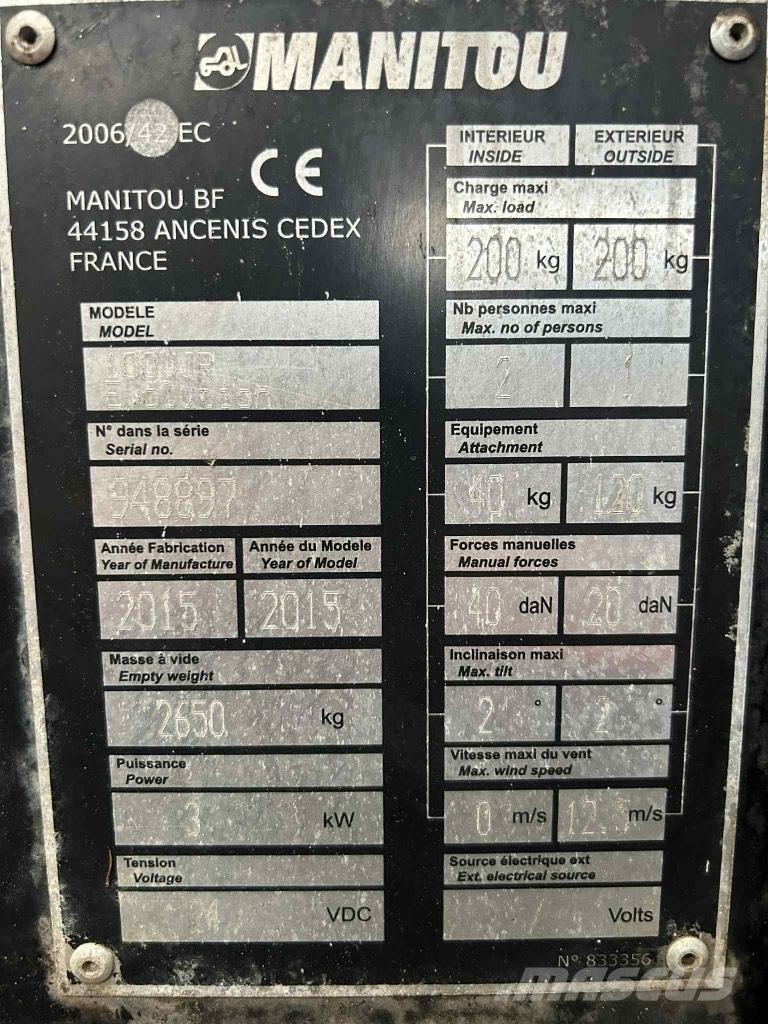 MANITOU
2006/42/EC
CE
MANITOU BF
44158 ANCENIS CEDEX
FRANCE
MODELE
MODEL
100VJR
Evolution
N° dans la série
Serial no.
948897
Année Fabrication
Year of Manufacture
Année du Modele
Year of Model
2015
2015
Masse à vide
Empty weight
2650 kg
Puissance
Power
3 kW
Tension
Voltage
24 VDC
INTERIEUR
INSIDE
EXTERIEUR
OUTSIDE
Charge maxi
Max. load
200 kg 200 kg
Nb personnes maxi
Max. no of persons
2 1
Equipement
Attachment
40 kg 120 kg
Forces manuelles
Manual forces
40 daN 20 daN
Inclinaison maxi
Max. tilt
2 ° 2 °
Vitesse maxi du vent
Max. wind speed
0 m/s 12.5 m/s
Source électrique ext
Ext. electrical source
/ Volts
N° 833356
MASCUS